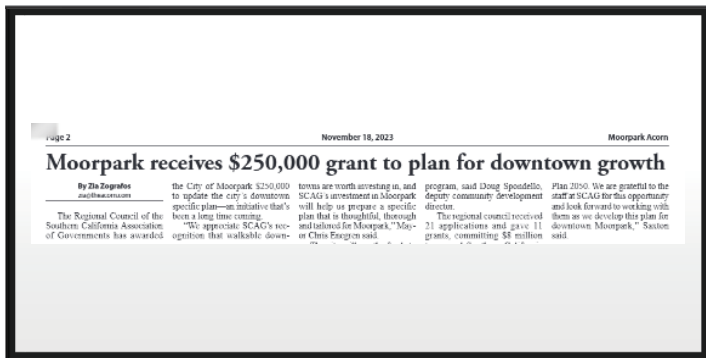 Page 2
November 18, 2023
Moorpark Acorn
Moorpark receives $250,000 grant to plan for downtown growth
By Zia Zografos
zia@theacorn.com
The Regional Council of the
Southern California Association
of Governments has awarded
the City of Moorpark $250,000
to update the city's downtown
specific plan—an initiative that's
been a long time coming.
"We appreciate SCAG's rec-
ognition that walkable down-
towns are worth investing in, and
SCAG's investment in Moorpark
will help us prepare a specific
plan that is thoughtful, thorough
and tailored for Moorpark," May-
or Chris Enegren said.
program, said Doug Spondello,
deputy community development
director.
The regional council received
21 applications and gave 11
grants, committing $8 million
Plan 2050. We are grateful to the
staff at SCAG for this opportunity
and look forward to working with
them as we develop this plan for
downtown Moorpark," Saxton
said.